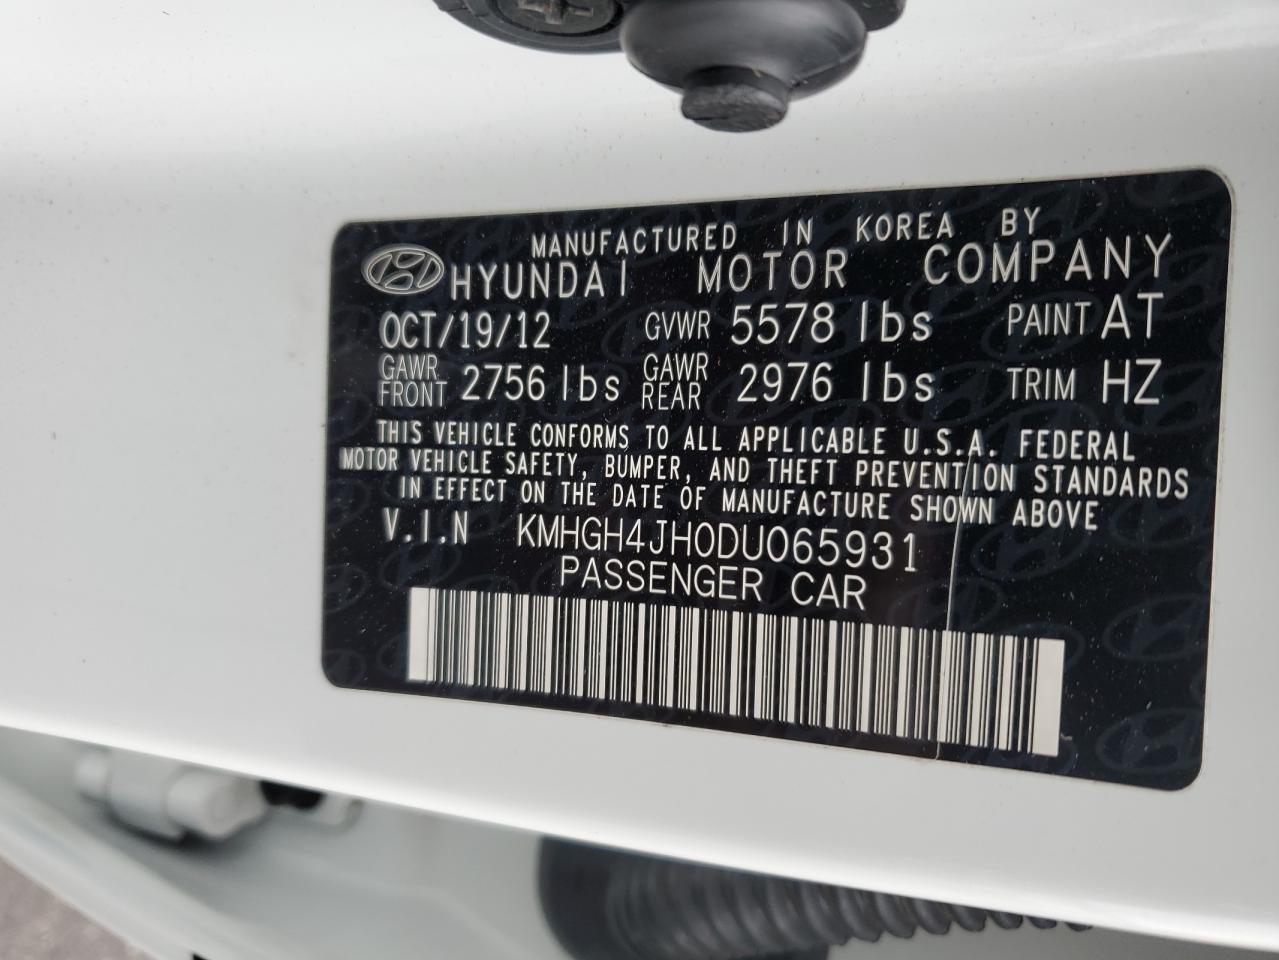 MANUFACTURED IN KOREA BY
HYUNDAI MOTOR COMPANY
OCT/19/12 GVWR 5578 lbs PAINT AT
GAWR FRONT 2756 lbs GAWR REAR 2976 lbs TRIM HZ
THIS VEHICLE CONFORMS TO ALL APPLICABLE U.S.A. FEDERAL
MOTOR VEHICLE SAFETY, BUMPER, AND THEFT PREVENTION STANDARDS
IN EFFECT ON THE DATE OF MANUFACTURE SHOWN ABOVE
V.I.N KMHGH4JH0DU065931
PASSENGER CAR